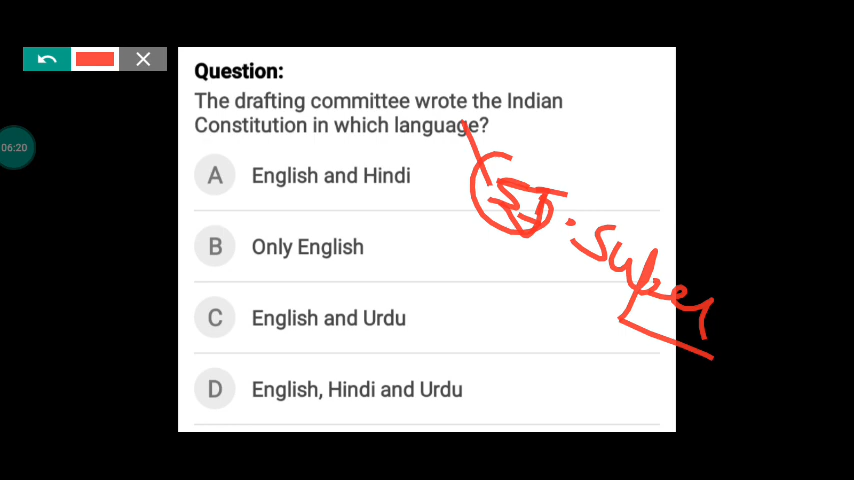 06:20
Question:
The drafting committee wrote the Indian
Constitution in which language?
A English and Hindi
B Only English
C English and Urdu
D English, Hindi and Urdu